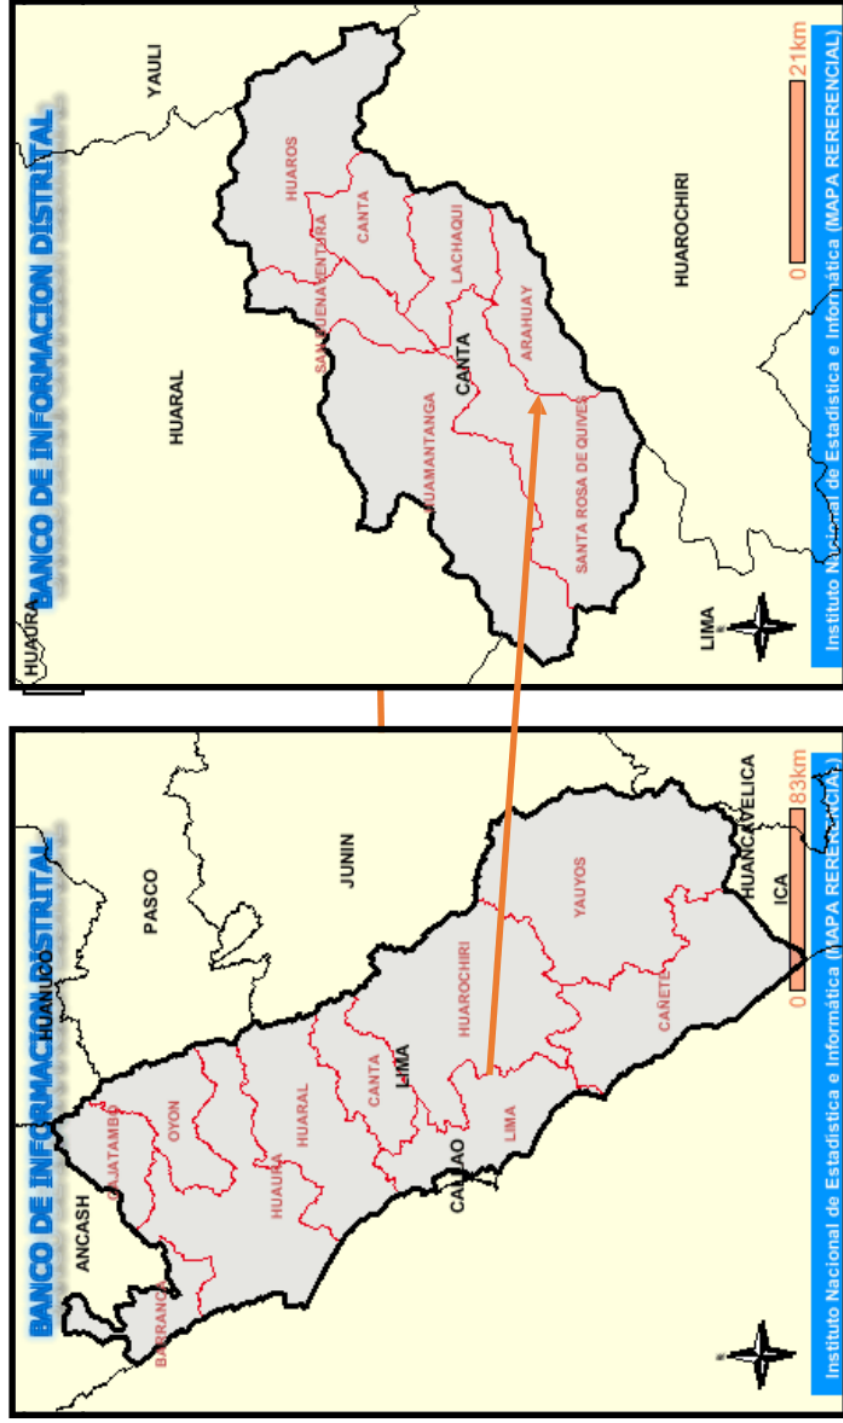 BANCO DE INFORMACION DISTRITAL
HUANUCO
ANCASH
CAJATAMBO
BARRANCA
PASCO
OYON
HUAURA
HUARAL
JUNIN
CANTA
LIMA
CALLAO
HUAROCHIRI
LIMA
YAUYOS
CAÑETE
HUANCAVELICA
ICA
0 83km
Instituto Nacional de Estadística e Informática (MAPA RERERENCIAL)
HUAURA
BANCO DE INFORMACION DISTRITAL
YAULI
HUARAL
HUAROS
SAN BUENAVENTURA
CANTA
HUAMANTANGA
LACHAQUI
CANTA
ARAHUAY
SANTA ROSA DE QUIVES
HUAROCHIRI
LIMA
0 21km
Instituto Nacional de Estadística e Informática (MAPA RERERENCIAL)